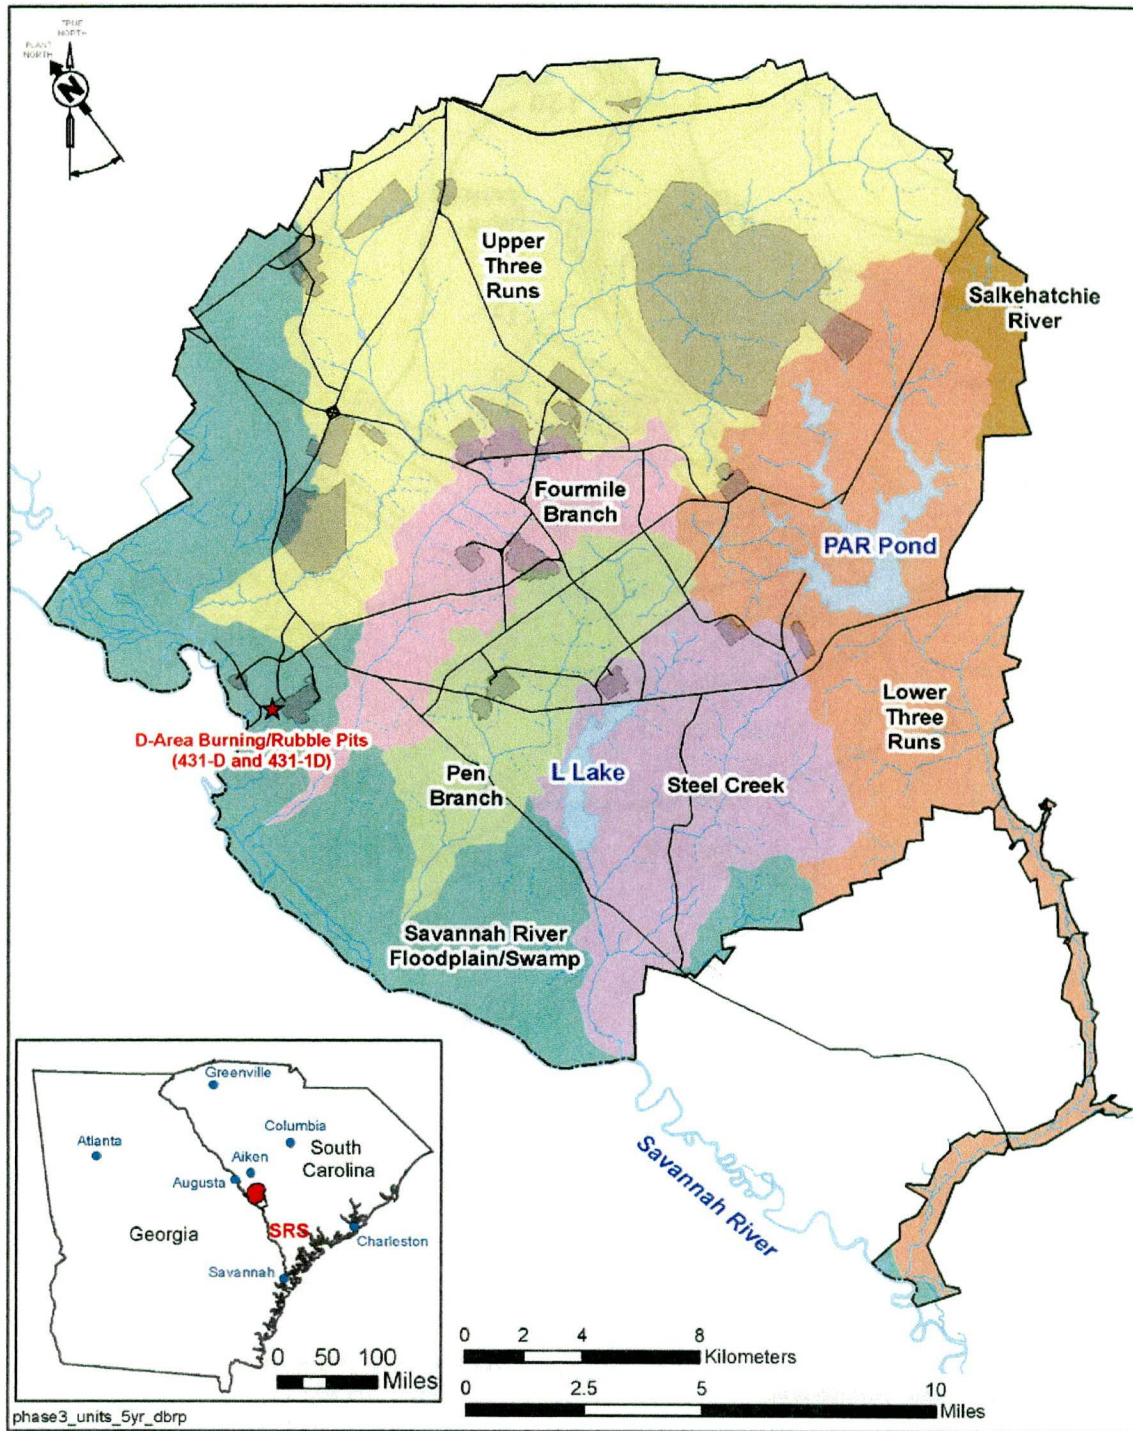 TRUE
NORTH
PLANT
NORTH
N
Upper
Three
Runs
Salkehatchie
River
Fourmile
Branch
PAR Pond
Lower
Three
Runs
D-Area Burning/Rubble Pits
(431-D and 431-1D)
Pen
Branch
L Lake
Steel Creek
Savannah River
Floodplain/Swamp
Savannah River
Greenville
Columbia
Atlanta
Aiken
South
Carolina
Augusta
Georgia
SRS
Charleston
Savannah
0 50 100
Miles
0 2 4 8
Kilometers
0 2.5 5 10
Miles
phase3_units_5yr_dbrp